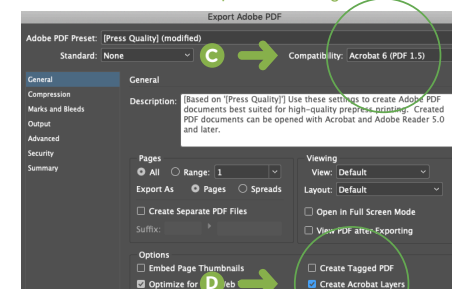 Export Adobe PDF
Adobe PDF Preset: [Press Quality] (modified)
Standard: None
C
Compatibility: Acrobat 6 (PDF 1.5)
General
Compression
Marks and Bleeds
Output
Advanced
Security
Summary
General
Description: [Based on '[Press Quality]'] Use these settings to create Adobe PDF
documents best suited for high-quality prepress printing. Created
PDF documents can be opened with Acrobat and Adobe Reader 5.0
and later.
Pages
All Range: 1
Export As Pages Spreads
Create Separate PDF Files
Suffix:
Viewing
View: Default
Layout: Default
Open in Full Screen Mode
View PDF after Exporting
Options
Embed Page Thumbnails
Optimize for Web
D
Create Tagged PDF
Create Acrobat Layers